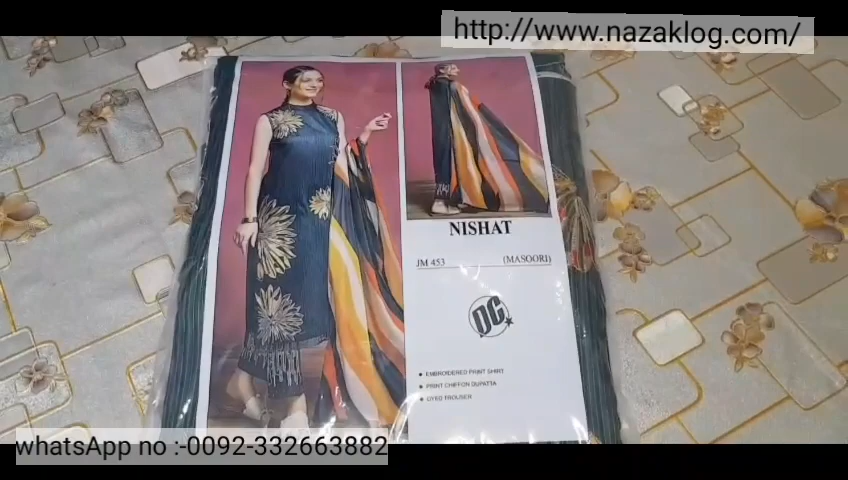 http://www.nazaklog.com/
NISHAT
JM 453 (MASOORI)
DC
• EMBROIDERED PRINT SHIRT
• PRINT CHIFFON DUPATTA
• DYED TROUSER
whatsApp no :-0092-332663882